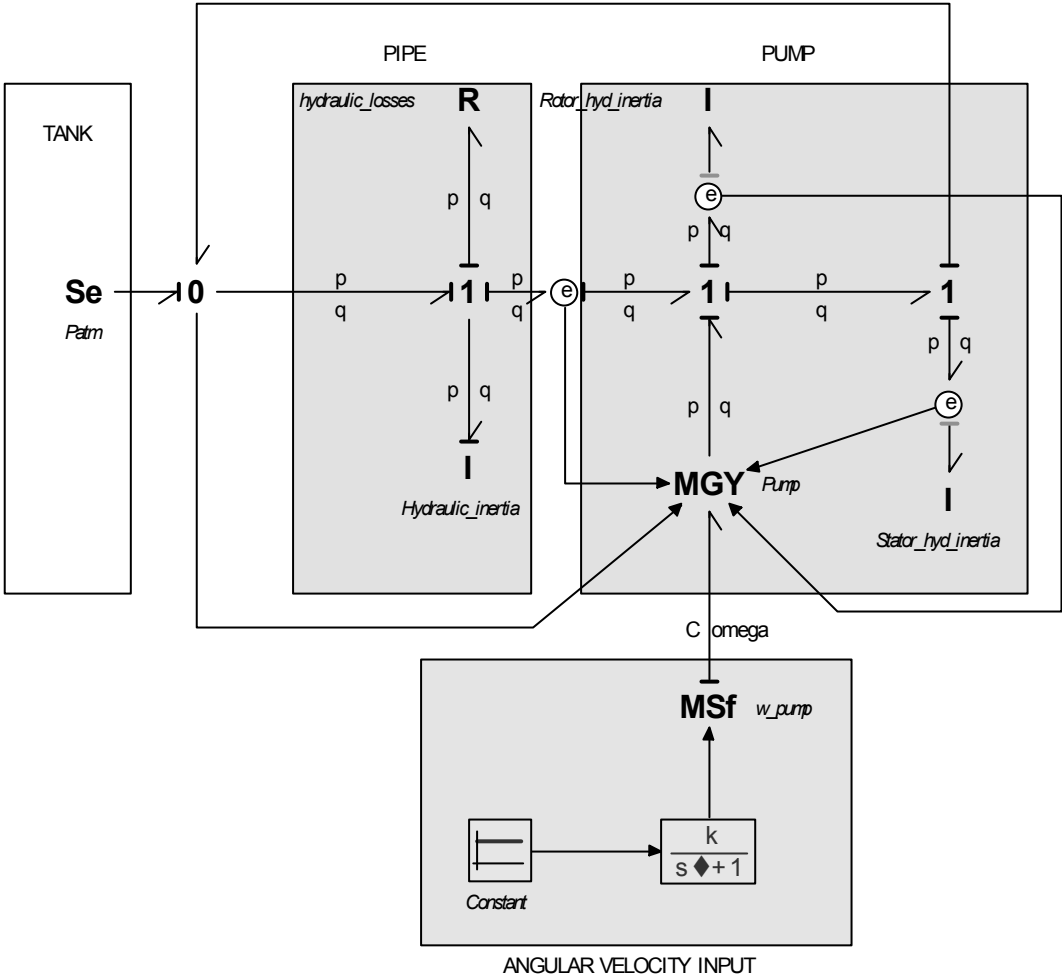 PIPE
PUMP
TANK
hydraulic_losses
R
Rotor_hyd_inertia
I
e
p q
p q
Se
0
p
q
1
p
q
e
p
q
1
p
q
1
Patm
p q
p q
p q
e
I
MGY
Pump
I
Hydraulic_inertia
Stator_hyd_inertia
C omega
MSf
w_pump
k
s ♦ + 1
Constant
ANGULAR VELOCITY INPUT